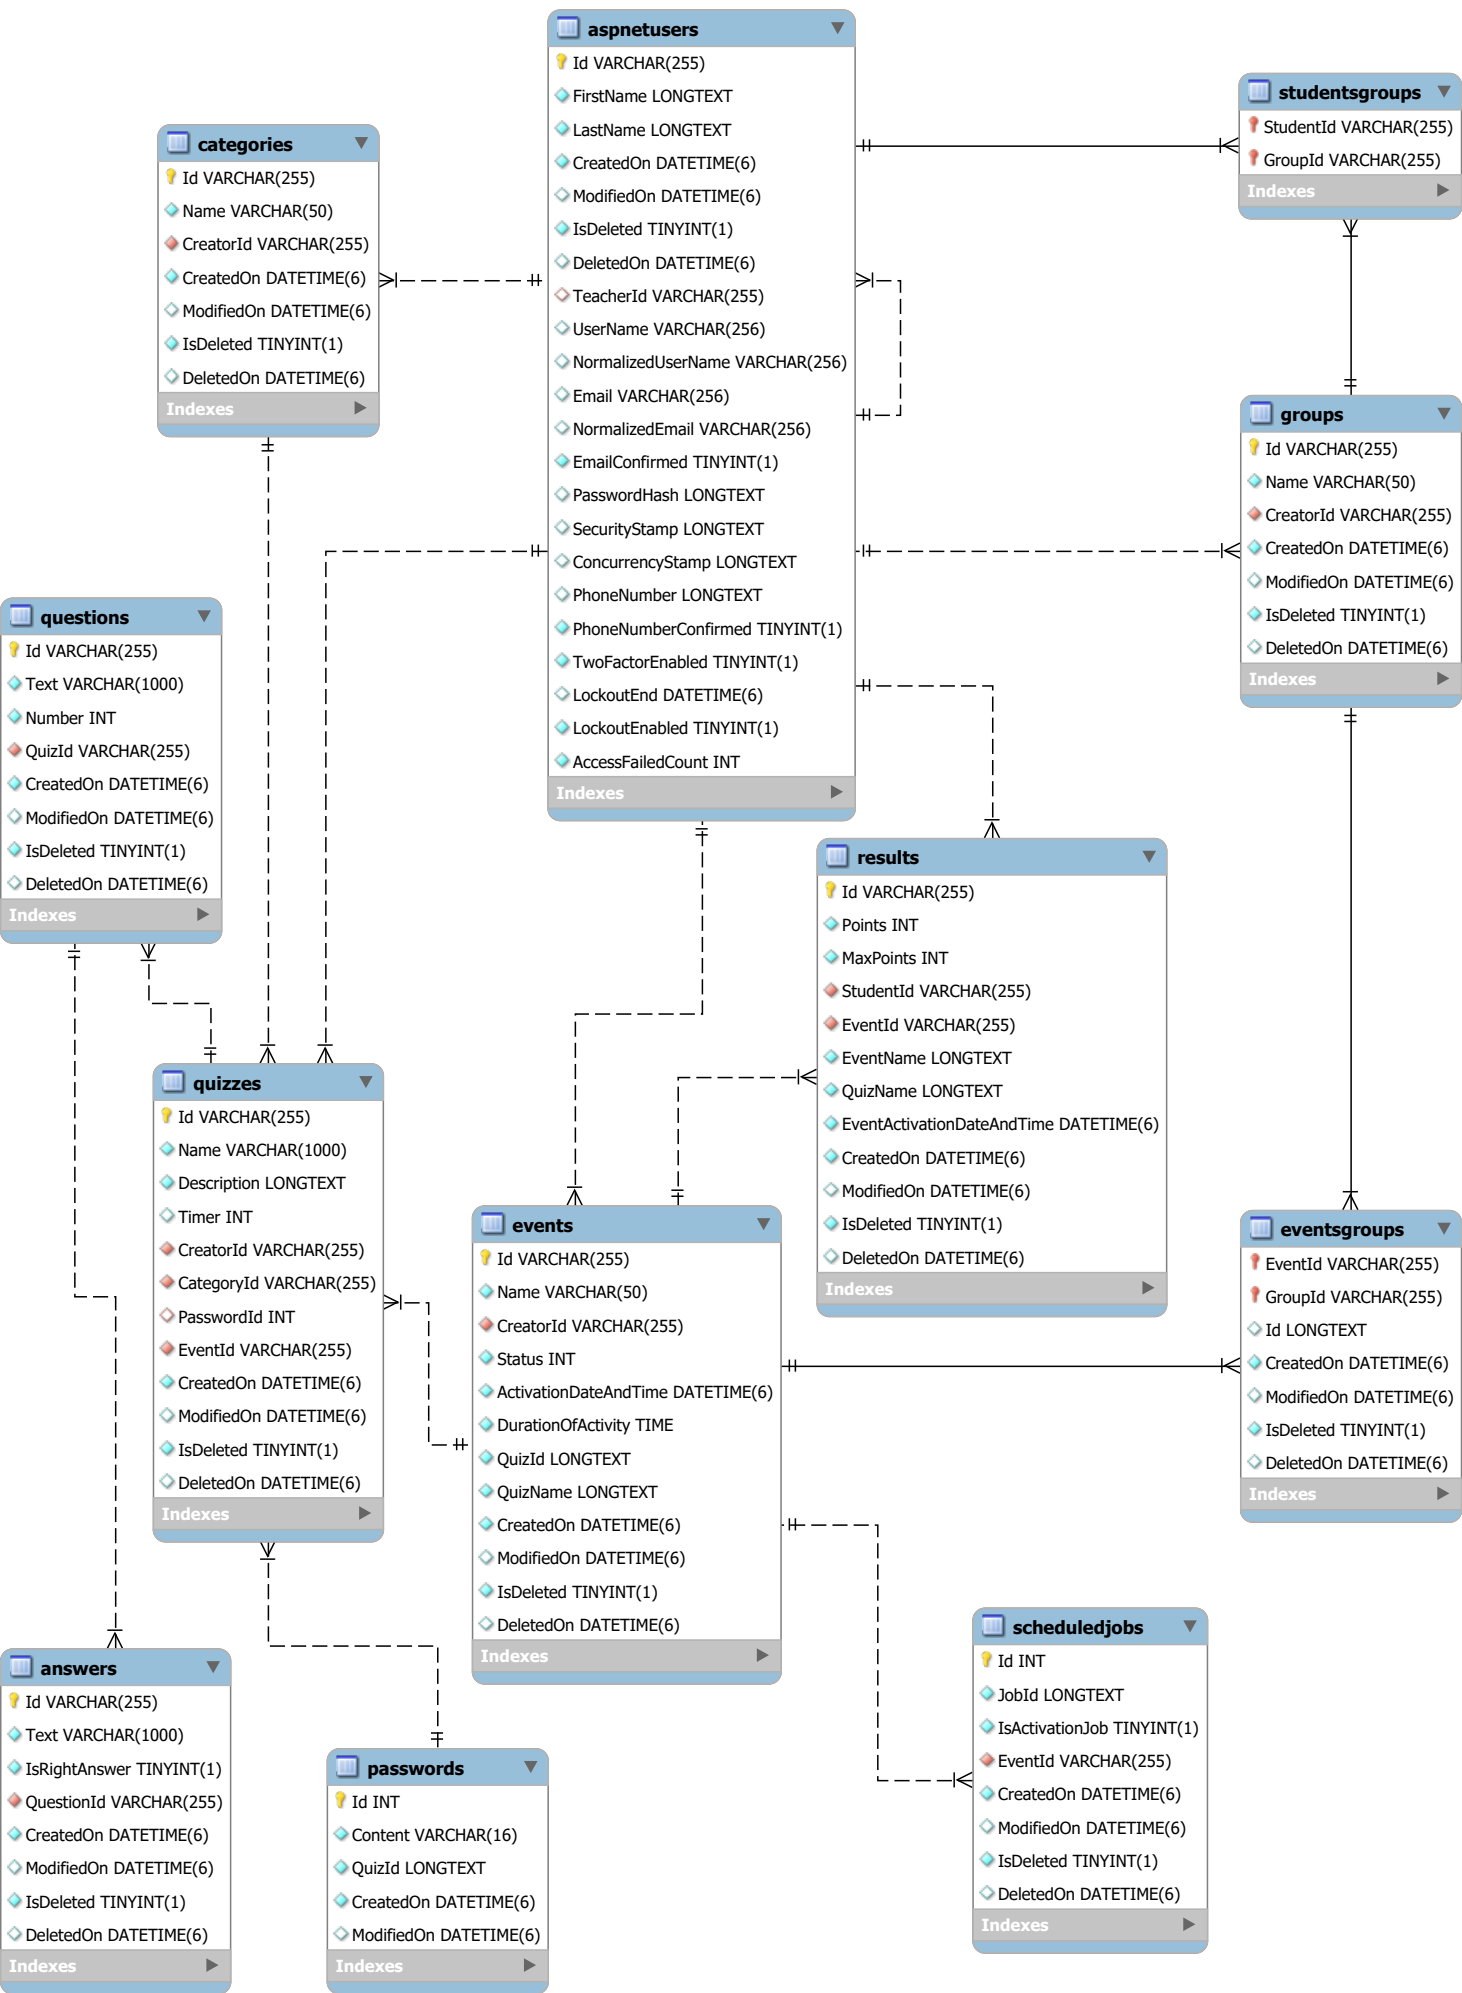 aspnetusers
Id VARCHAR(255)
FirstName LONGTEXT
LastName LONGTEXT
CreatedOn DATETIME(6)
ModifiedOn DATETIME(6)
IsDeleted TINYINT(1)
DeletedOn DATETIME(6)
TeacherId VARCHAR(255)
UserName VARCHAR(256)
NormalizedUserName VARCHAR(256)
Email VARCHAR(256)
NormalizedEmail VARCHAR(256)
EmailConfirmed TINYINT(1)
PasswordHash LONGTEXT
SecurityStamp LONGTEXT
ConcurrencyStamp LONGTEXT
PhoneNumber LONGTEXT
PhoneNumberConfirmed TINYINT(1)
TwoFactorEnabled TINYINT(1)
LockoutEnd DATETIME(6)
LockoutEnabled TINYINT(1)
AccessFailedCount INT
Indexes
studentsgroups
StudentId VARCHAR(255)
GroupId VARCHAR(255)
Indexes
categories
Id VARCHAR(255)
Name VARCHAR(50)
CreatorId VARCHAR(255)
CreatedOn DATETIME(6)
ModifiedOn DATETIME(6)
IsDeleted TINYINT(1)
DeletedOn DATETIME(6)
Indexes
groups
Id VARCHAR(255)
Name VARCHAR(50)
CreatorId VARCHAR(255)
CreatedOn DATETIME(6)
ModifiedOn DATETIME(6)
IsDeleted TINYINT(1)
DeletedOn DATETIME(6)
Indexes
questions
Id VARCHAR(255)
Text VARCHAR(1000)
Number INT
QuizId VARCHAR(255)
CreatedOn DATETIME(6)
ModifiedOn DATETIME(6)
IsDeleted TINYINT(1)
DeletedOn DATETIME(6)
Indexes
results
Id VARCHAR(255)
Points INT
MaxPoints INT
StudentId VARCHAR(255)
EventId VARCHAR(255)
EventName LONGTEXT
QuizName LONGTEXT
EventActivationDateAndTime DATETIME(6)
CreatedOn DATETIME(6)
ModifiedOn DATETIME(6)
IsDeleted TINYINT(1)
DeletedOn DATETIME(6)
Indexes
quizzes
Id VARCHAR(255)
Name VARCHAR(1000)
Description LONGTEXT
Timer INT
CreatorId VARCHAR(255)
CategoryId VARCHAR(255)
PasswordId INT
EventId VARCHAR(255)
CreatedOn DATETIME(6)
ModifiedOn DATETIME(6)
IsDeleted TINYINT(1)
DeletedOn DATETIME(6)
Indexes
events
Id VARCHAR(255)
Name VARCHAR(50)
CreatorId VARCHAR(255)
Status INT
ActivationDateAndTime DATETIME(6)
DurationOfActivity TIME
QuizId LONGTEXT
QuizName LONGTEXT
CreatedOn DATETIME(6)
ModifiedOn DATETIME(6)
IsDeleted TINYINT(1)
DeletedOn DATETIME(6)
Indexes
eventsgroups
EventId VARCHAR(255)
GroupId VARCHAR(255)
Id LONGTEXT
CreatedOn DATETIME(6)
ModifiedOn DATETIME(6)
IsDeleted TINYINT(1)
DeletedOn DATETIME(6)
Indexes
scheduledjobs
Id INT
JobId LONGTEXT
IsActivationJob TINYINT(1)
EventId VARCHAR(255)
CreatedOn DATETIME(6)
ModifiedOn DATETIME(6)
IsDeleted TINYINT(1)
DeletedOn DATETIME(6)
Indexes
answers
Id VARCHAR(255)
Text VARCHAR(1000)
IsRightAnswer TINYINT(1)
QuestionId VARCHAR(255)
CreatedOn DATETIME(6)
ModifiedOn DATETIME(6)
IsDeleted TINYINT(1)
DeletedOn DATETIME(6)
Indexes
passwords
Id INT
Content VARCHAR(16)
QuizId LONGTEXT
CreatedOn DATETIME(6)
ModifiedOn DATETIME(6)
Indexes